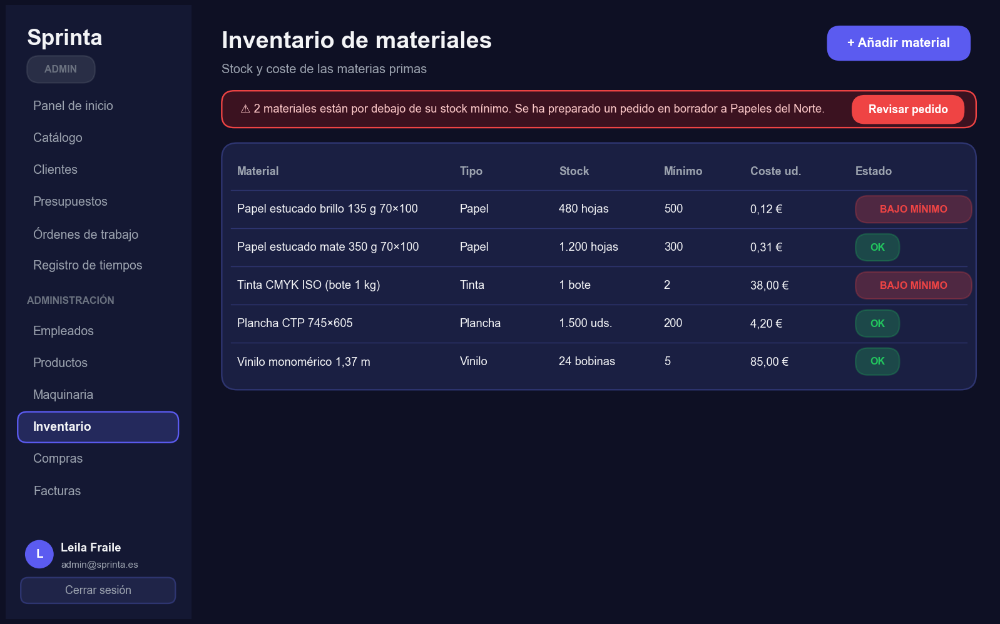 Sprinta
ADMIN
Panel de inicio
Catálogo
Clientes
Presupuestos
Órdenes de trabajo
Registro de tiempos
ADMINISTRACIÓN
Empleados
Productos
Maquinaria
Inventario
Compras
Facturas
L
Leila Fraile
admin@sprinta.es
Cerrar sesión
Inventario de materiales
Stock y coste de las materias primas
+ Añadir material
⚠ 2 materiales están por debajo de su stock mínimo. Se ha preparado un pedido en borrador a Papeles del Norte.
Revisar pedido
Material Tipo Stock Mínimo Coste ud. Estado
Papel estucado brillo 135 g 70×100 Papel 480 hojas 500 0,12 € BAJO MÍNIMO
Papel estucado mate 350 g 70×100 Papel 1.200 hojas 300 0,31 € OK
Tinta CMYK ISO (bote 1 kg) Tinta 1 bote 2 38,00 € BAJO MÍNIMO
Plancha CTP 745×605 Plancha 1.500 uds. 200 4,20 € OK
Vinilo monomérico 1,37 m Vinilo 24 bobinas 5 85,00 € OK